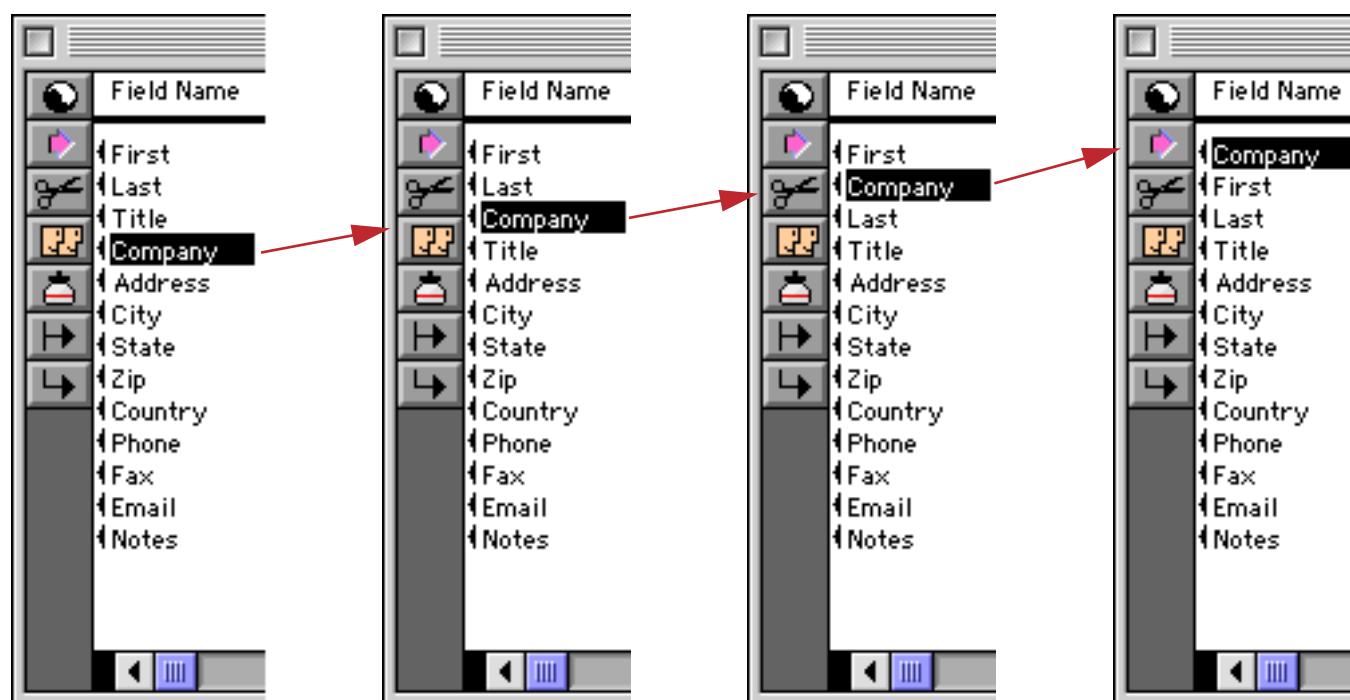 Field Name
First
Last
Title
Company
Address
City
State
Zip
Country
Phone
Fax
Email
Notes
Field Name
First
Last
Company
Title
Address
City
State
Zip
Country
Phone
Fax
Email
Notes
Field Name
First
Company
Last
Title
Address
City
State
Zip
Country
Phone
Fax
Email
Notes
Field Name
Company
First
Last
Title
Address
City
State
Zip
Country
Phone
Fax
Email
Notes